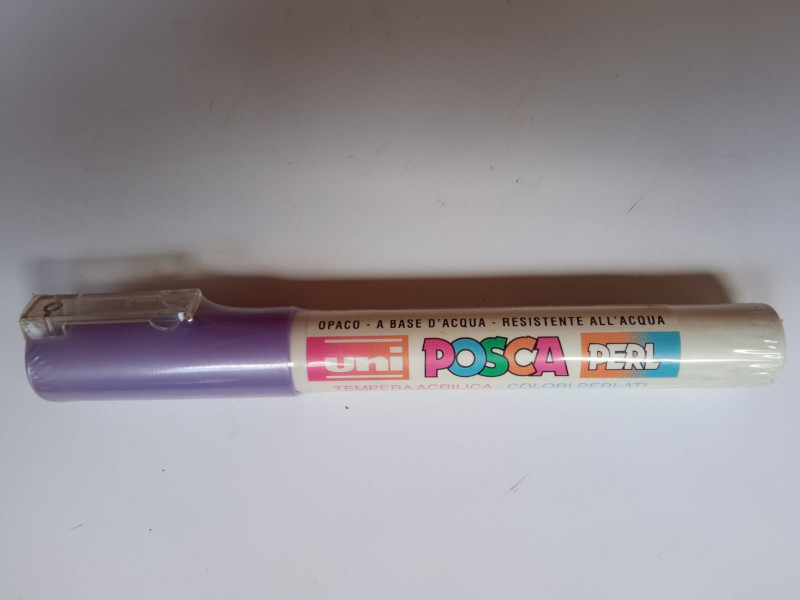 OPACO - A BASE D'ACQUA - RESISTENTE ALL'ACQUA
uni POSCA PERL
TEMPERA ACRILICA - COLORI PERLATI